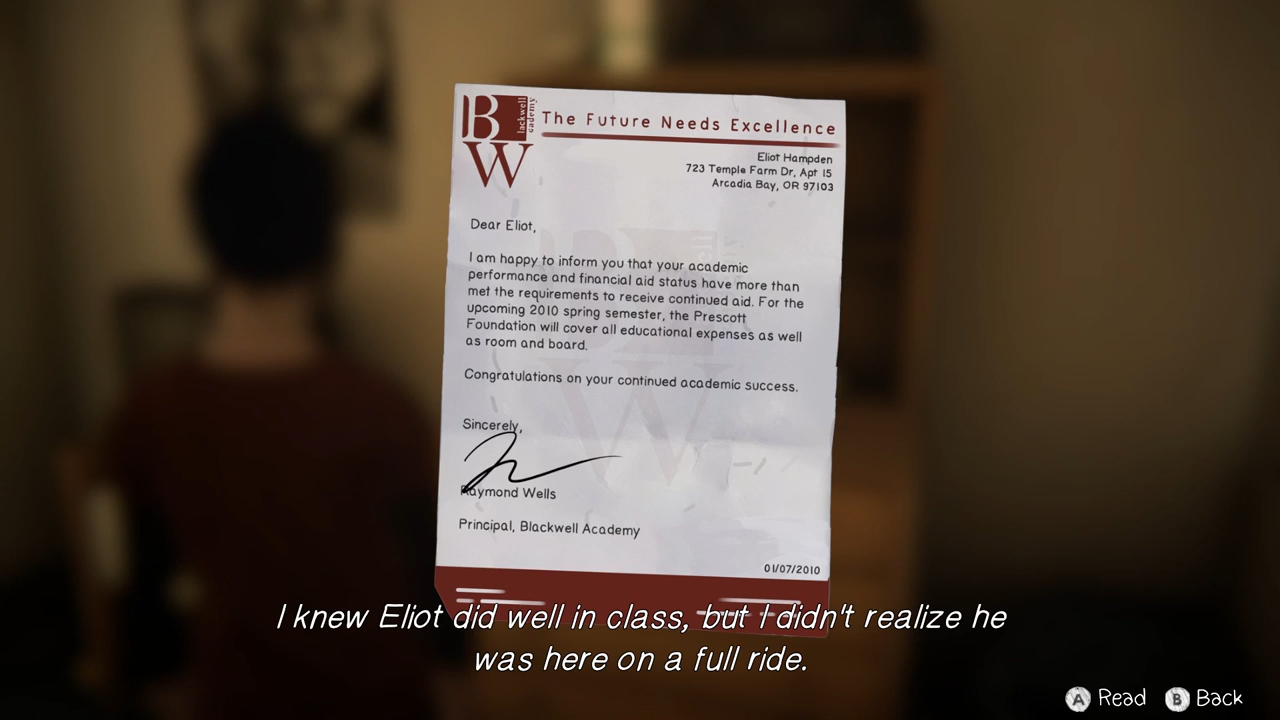 B lackwell cademy
W
The Future Needs Excellence
Eliot Hampden
723 Temple Farm Dr, Apt 15
Arcadia Bay, OR 97103
Dear Eliot,
I am happy to inform you that your academic
performance and financial aid status have more than
met the requirements to receive continued aid. For the
upcoming 2010 spring semester, the Prescott
Foundation will cover all educational expenses as well
as room and board.
Congratulations on your continued academic success.
Sincerely,
Raymond Wells
Principal, Blackwell Academy
01/07/2010
I knew Eliot did well in class, but I didn't realize he
was here on a full ride.
A Read B Back